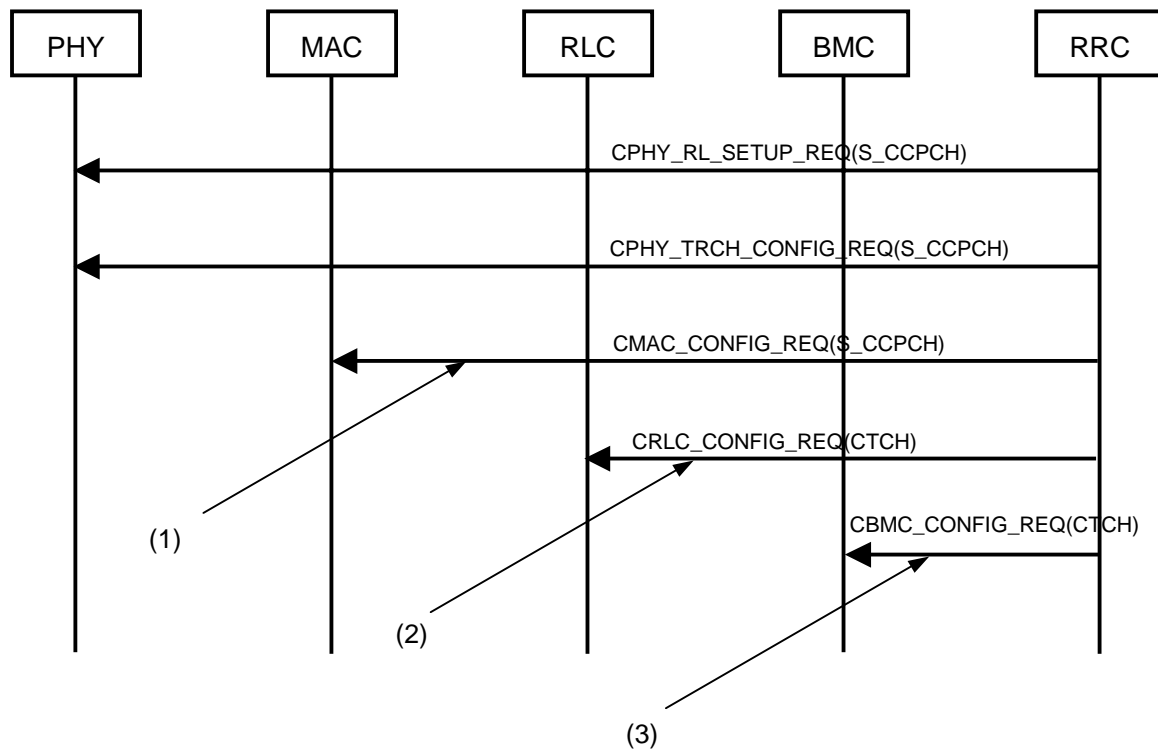 PHY MAC RLC BMC RRC
CPHY_RL_SETUP_REQ(S_CCPCH)
CPHY_TRCH_CONFIG_REQ(S_CCPCH)
CMAC_CONFIG_REQ(S_CCPCH)
CRLC_CONFIG_REQ(CTCH)
CBMC_CONFIG_REQ(CTCH)
(1)
(2)
(3)